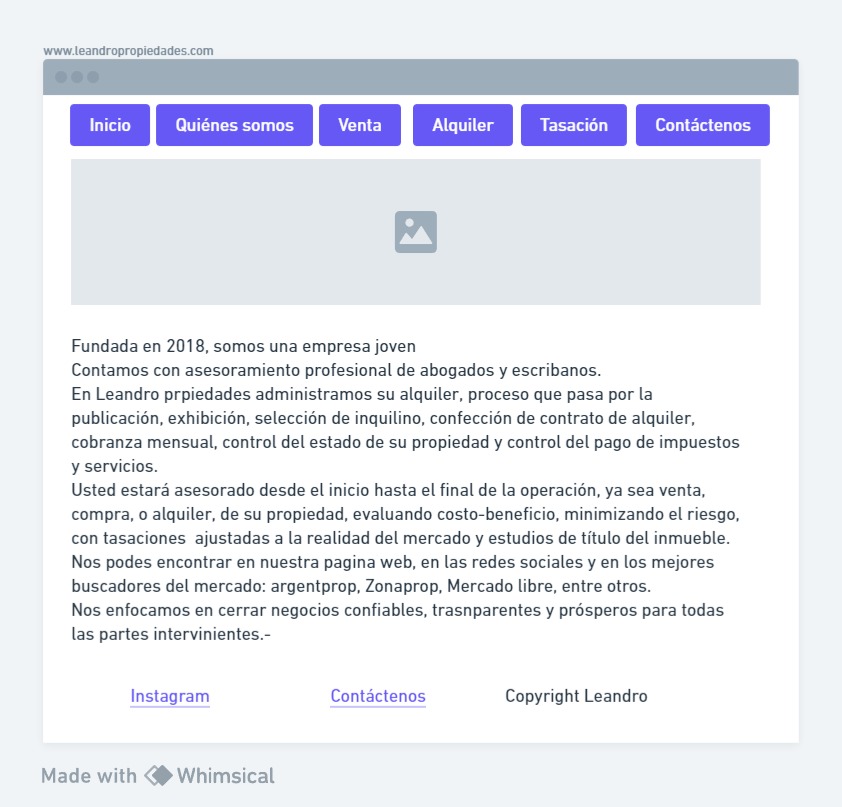 www.leandropropiedades.com
Inicio Quiénes somos Venta Alquiler Tasación Contáctenos
Fundada en 2018, somos una empresa joven
Contamos con asesoramiento profesional de abogados y escribanos.
En Leandro prpiedades administramos su alquiler, proceso que pasa por la
publicación, exhibición, selección de inquilino, confección de contrato de alquiler,
cobranza mensual, control del estado de su propiedad y control del pago de impuestos
y servicios.
Usted estará asesorado desde el inicio hasta el final de la operación, ya sea venta,
compra, o alquiler, de su propiedad, evaluando costo-beneficio, minimizando el riesgo,
con tasaciones  ajustadas a la realidad del mercado y estudios de título del inmueble.
Nos podes encontrar en nuestra pagina web, en las redes sociales y en los mejores
buscadores del mercado: argentprop, Zonaprop, Mercado libre, entre otros.
Nos enfocamos en cerrar negocios confiables, trasnparentes y prósperos para todas
las partes intervinientes.-
Instagram Contáctenos Copyright Leandro
Made with Whimsical